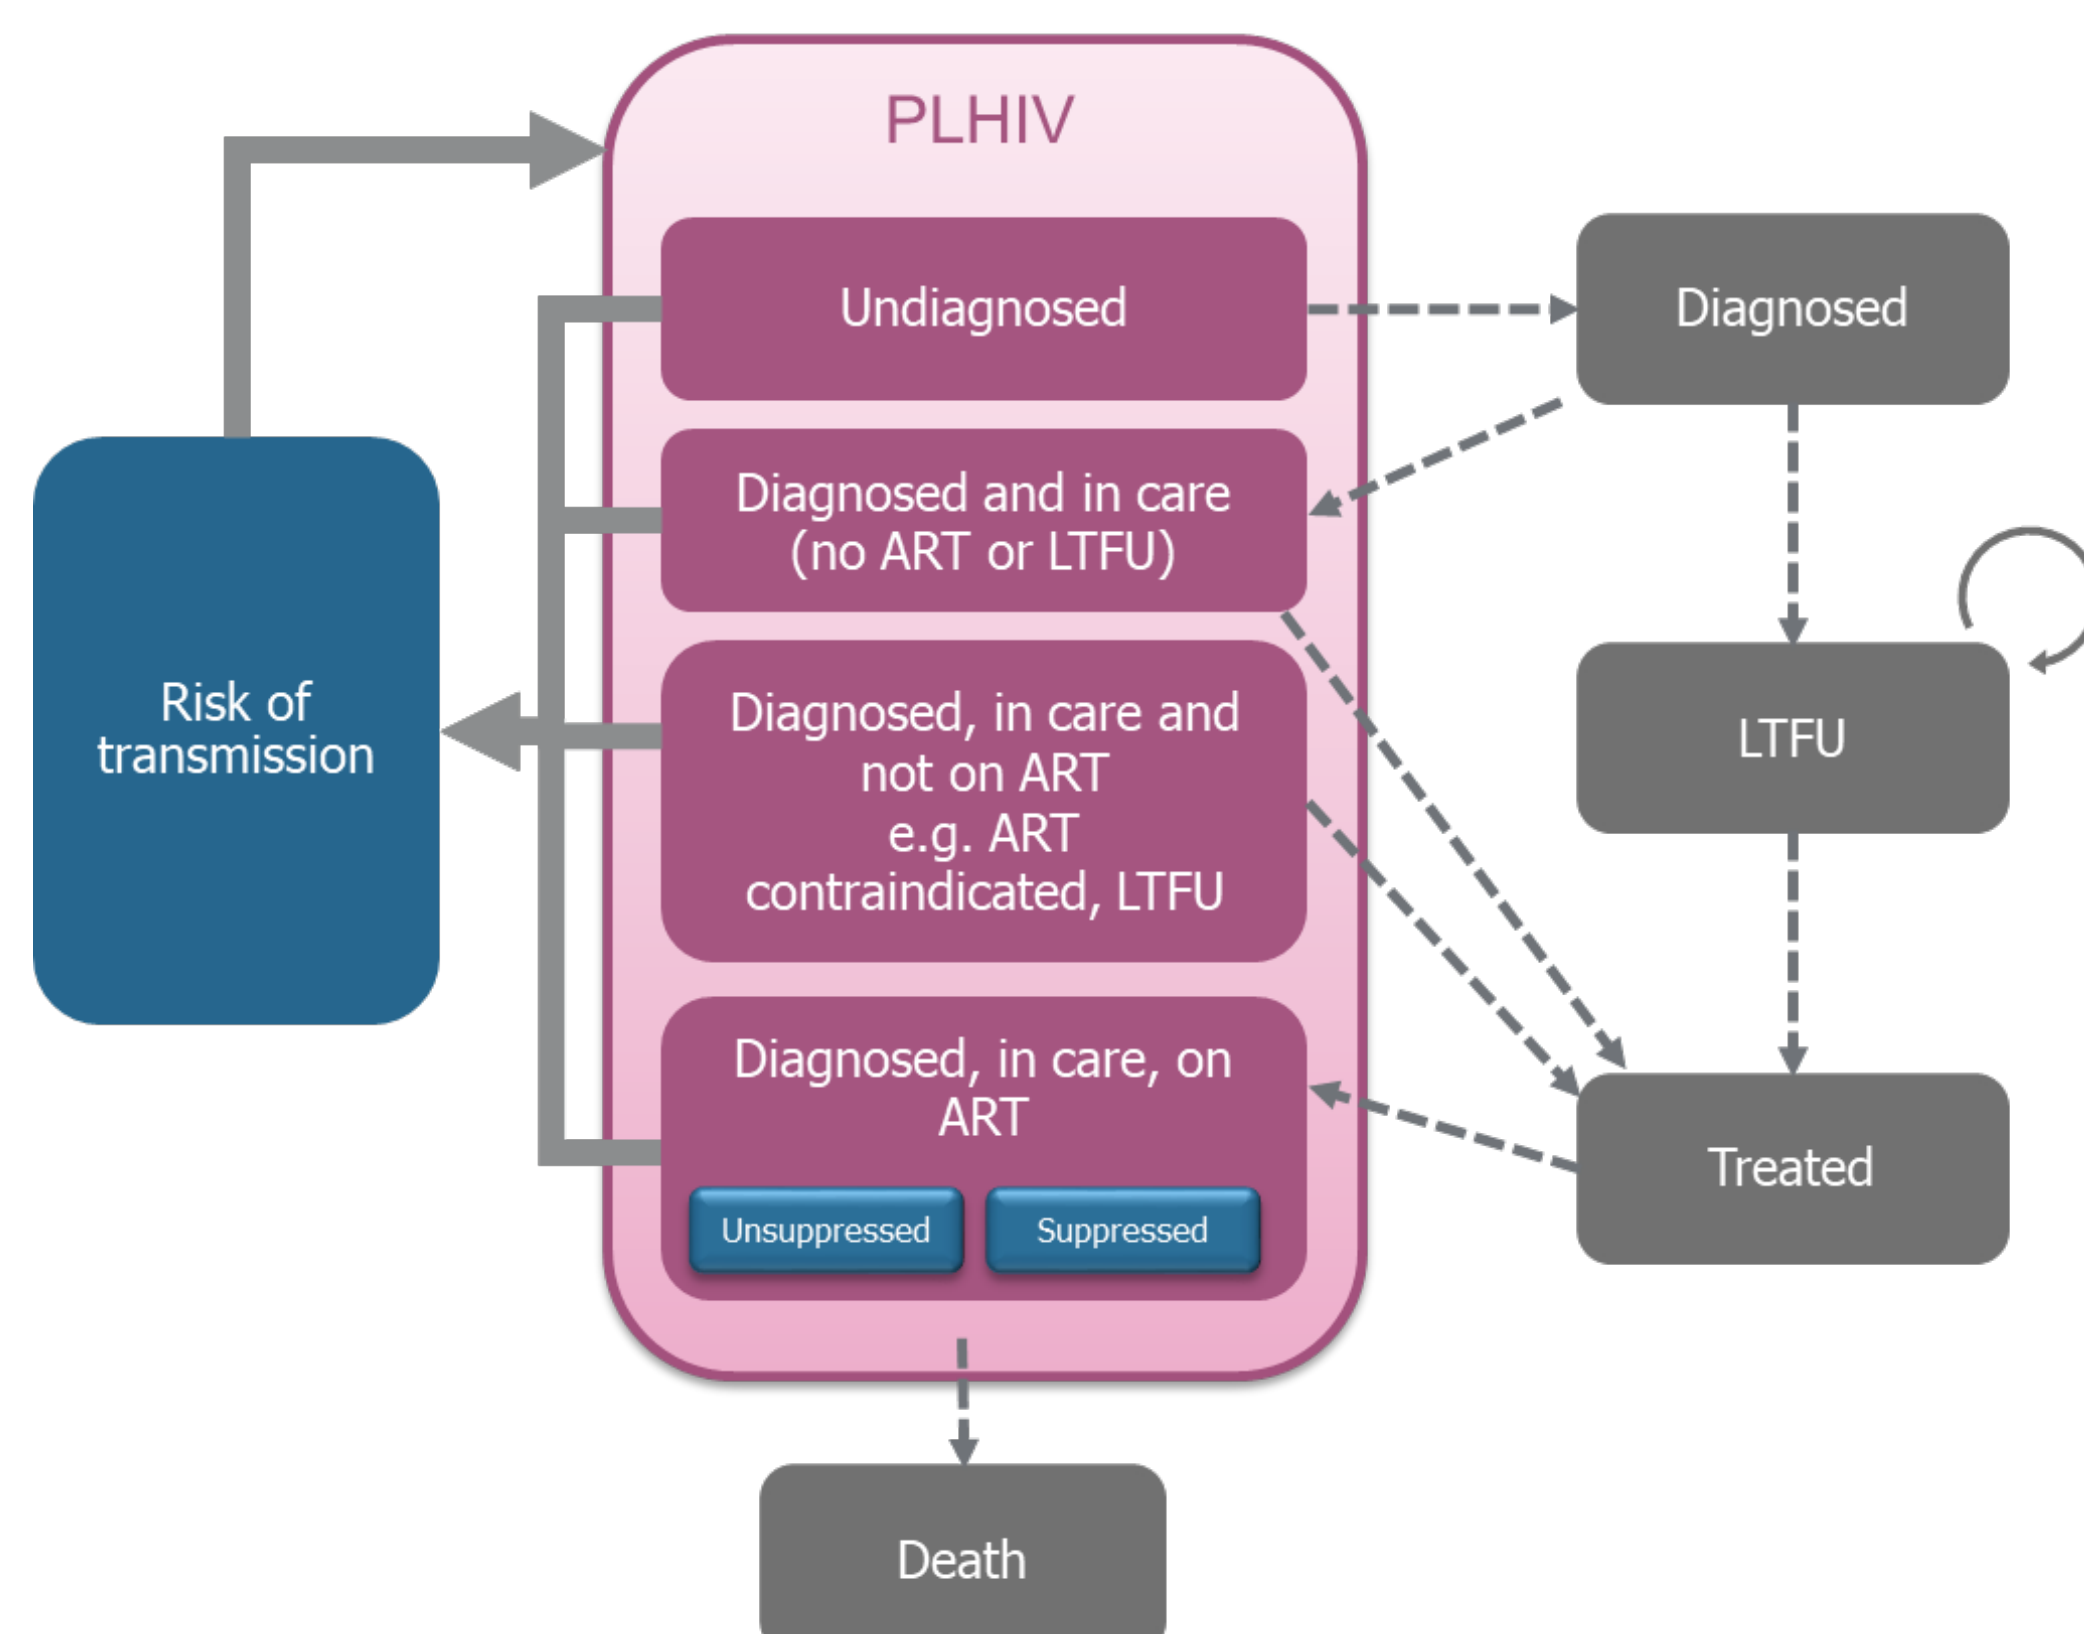 PLHIV
Undiagnosed
Diagnosed
Diagnosed and in care
(no ART or LTFU)
Risk of
transmission
Diagnosed, in care and
not on ART
e.g. ART
contraindicated, LTFU
LTFU
Diagnosed, in care, on
ART
Unsuppressed
Suppressed
Treated
Death